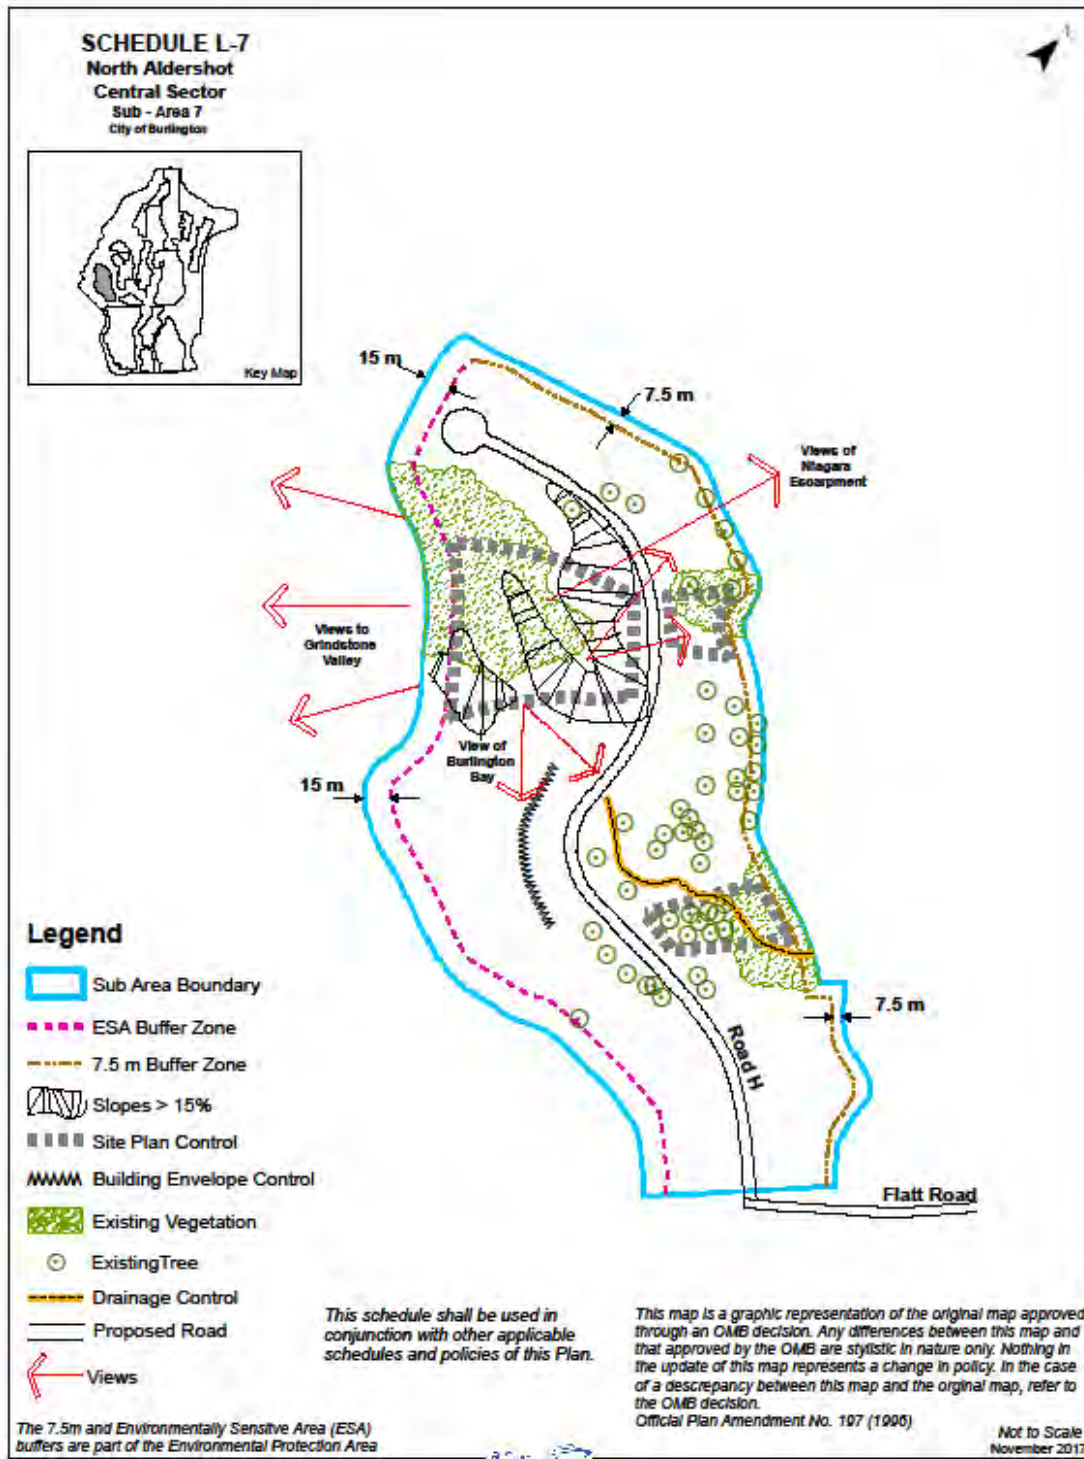 SCHEDULE L-7
North Aldershot
Central Sector
Sub - Area 7
City of Burlington
Key Map
15 m
7.5 m
Views of
Niagara
Escarpment
Views to
Grindstone
Valley
View of
Burlington
Bay
15 m
7.5 m
Road H
Flatt Road
Legend
Sub Area Boundary
ESA Buffer Zone
7.5 m Buffer Zone
Slopes > 15%
Site Plan Control
Building Envelope Control
Existing Vegetation
ExistingTree
Drainage Control
Proposed Road
Views
The 7.5m and Environmentally Sensitve Area (ESA)
buffers are part of the Environmental Protection Area
This schedule shall be used in
conjunction with other applicable
schedules and policies of this Plan.
This map is a graphic representation of the original map approved
through an OMB decision. Any differences between this map and
that approved by the OMB are stylistic in nature only. Nothing in
the update of this map represents a change in policy. In the case
of a descrepancy between this map and the orginal map, refer to
the OMB decision.
Official Plan Amendment No. 197 (1996)
Not to Scale
November 2017